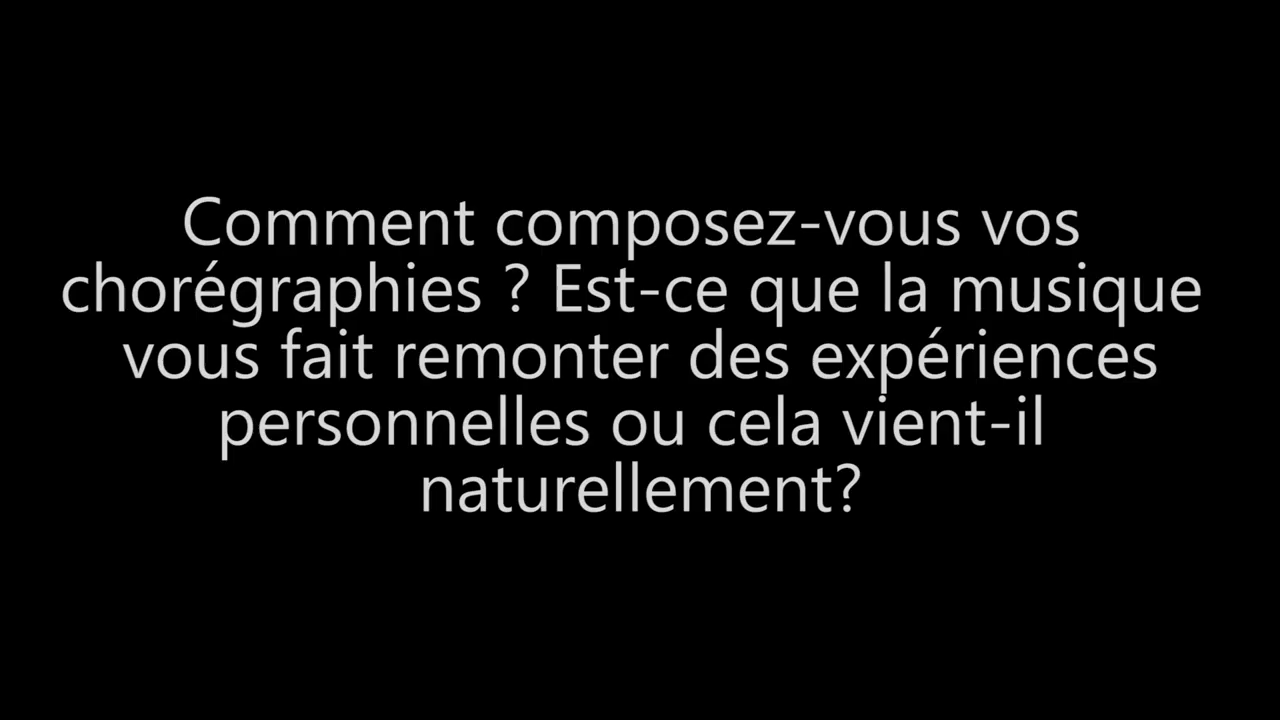 Comment composez-vous vos
chorégraphies ? Est-ce que la musique
vous fait remonter des expériences
personnelles ou cela vient-il
naturellement?